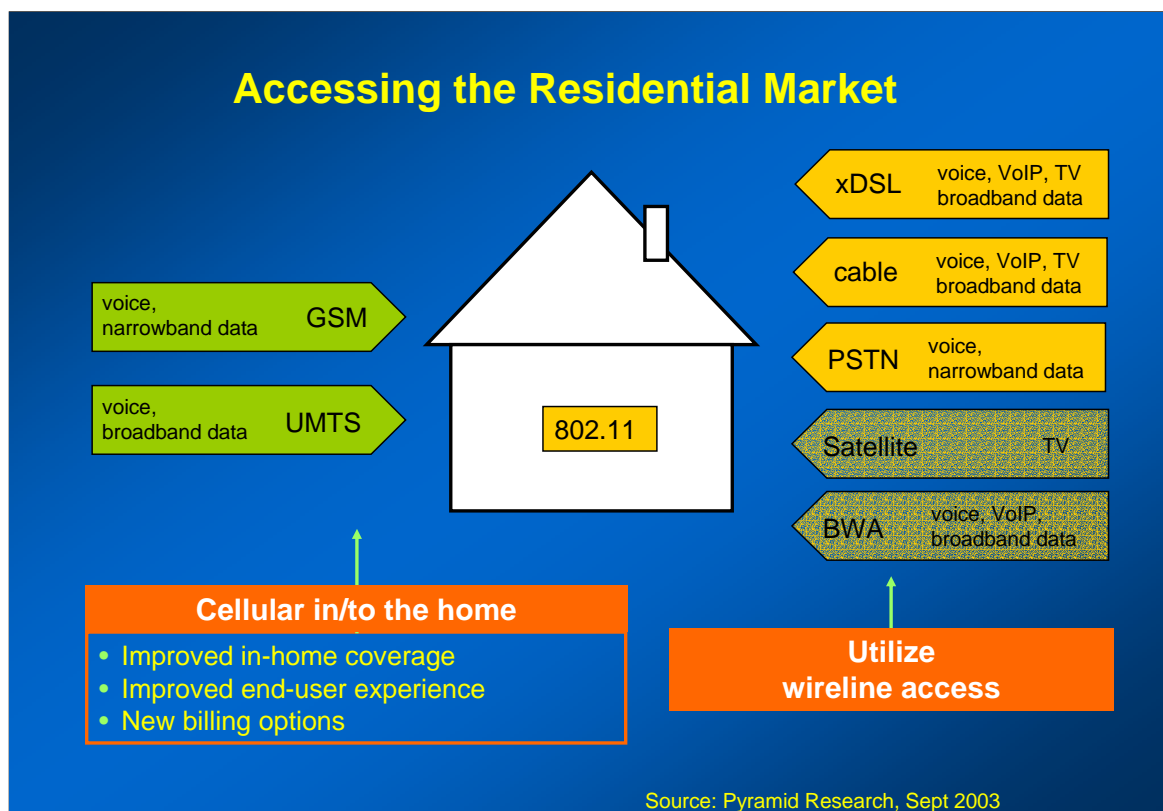 Accessing the Residential Market
voice,
narrowband data GSM
voice,
broadband data UMTS
802.11
xDSL voice, VoIP, TV
broadband data
cable voice, VoIP, TV
broadband data
PSTN voice,
narrowband data
Satellite TV
BWA voice, VoIP,
broadband data
Cellular in/to the home
• Improved in-home coverage
• Improved end-user experience
• New billing options
Utilize
wireline access
Source: Pyramid Research, Sept 2003